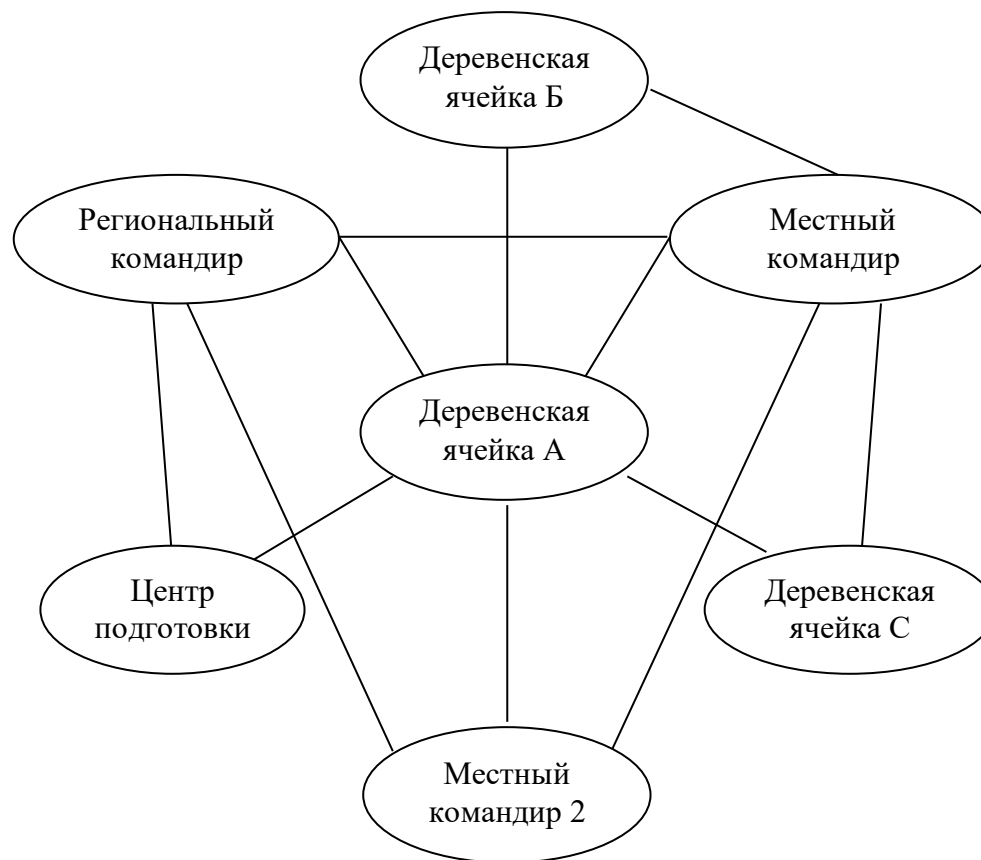 Деревенская
ячейка Б
Региональный
командир
Местный
командир
Деревенская
ячейка А
Центр
подготовки
Деревенская
ячейка С
Местный
командир 2